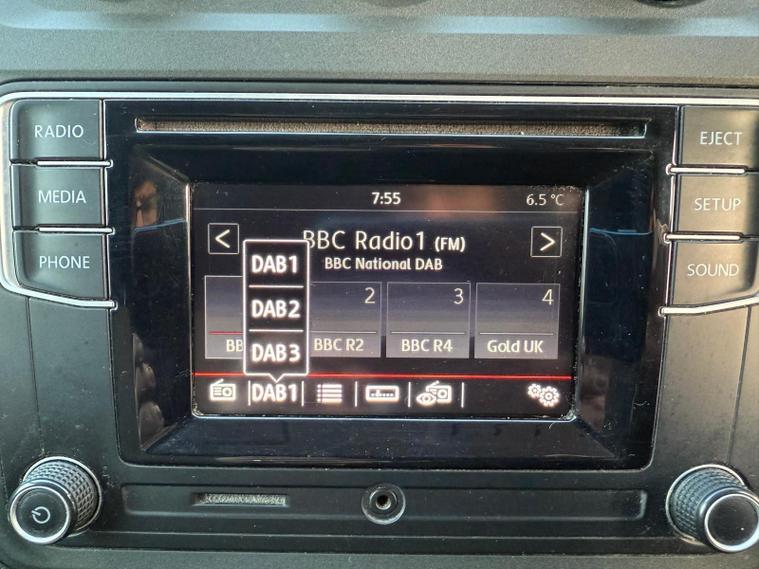 RADIO
MEDIA
PHONE
EJECT
SETUP
SOUND
7:55
6.5 °C
<
BBC Radio1 (FM)
>
BBC National DAB
DAB1
DAB2
DAB3
2
3
4
BBC R2
BBC R4
Gold UK
DAB1